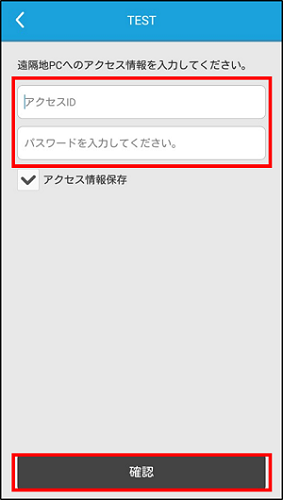 TEST
遠隔地PCへのアクセス情報を入力してください。
アクセスID
パスワードを入力してください。
アクセス情報保存
確認